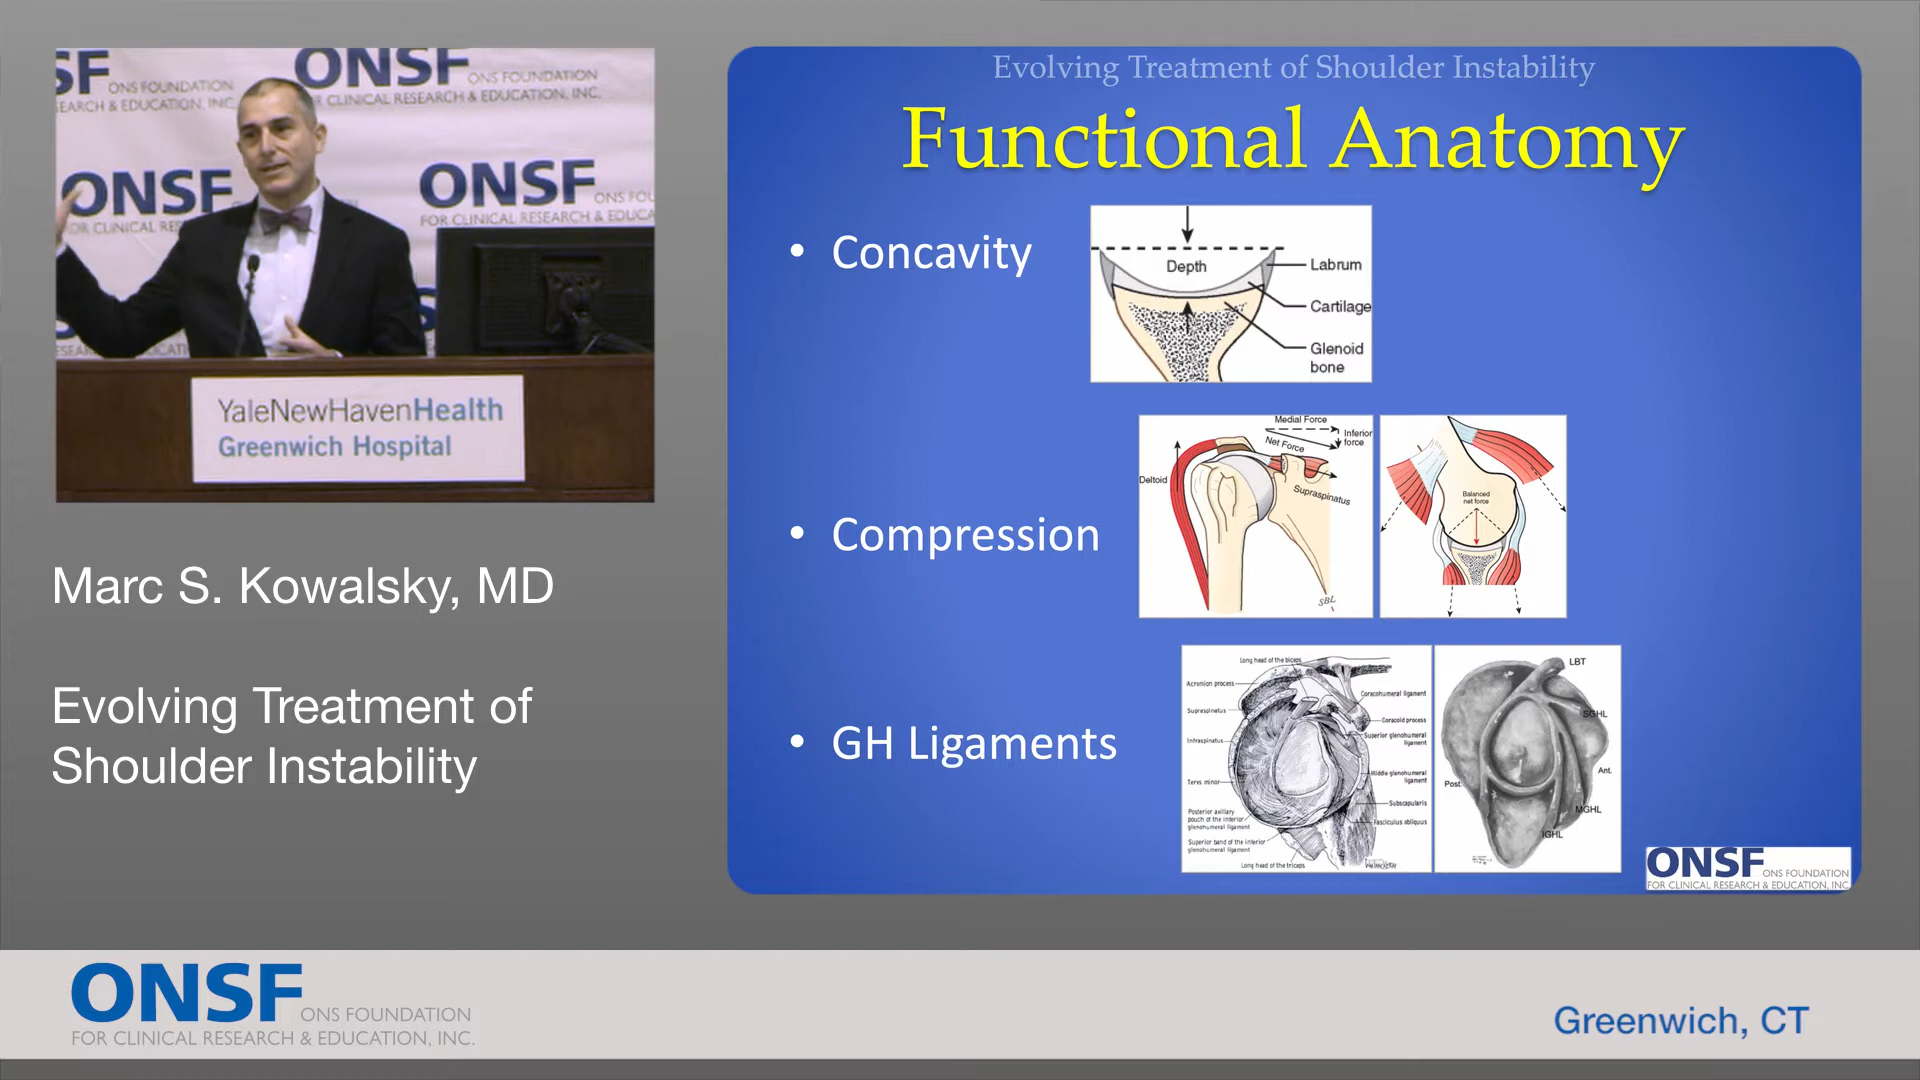 SF ONS FOUNDATION
EARCH & EDUCATION, INC.
ONSF ONS FOUNDATION
CLINICAL RESEARCH & EDUCATION, INC.
ONSF
OR CLINICAL RE
ONSF ONS FOU
FOR CLINICAL RESEARCH & EDUCA
YaleNewHavenHealth
Greenwich Hospital
Marc S. Kowalsky, MD
Evolving Treatment of
Shoulder Instability
Evolving Treatment of Shoulder Instability
Functional Anatomy
• Concavity
Depth
Labrum
Cartilage
Glenoid
bone
• Compression
Medial Force
Inferior
force
Net Force
Deltoid
Supraspinatus
SBL
Balanced
net force
• GH Ligaments
Long head of the biceps
Acromion process
Supraspinatus
Infraspinatus
Teres minor
Posterior axillary
pouch of the inferior
glenohumeral ligament
Superior band of the inferior
glenohumeral ligament
Long head of the triceps
Coracohumeral ligament
Coracoid process
Superior glenohumeral
ligament
Middle glenohumeral
ligament
Subscapularis
Fasciculus obliquus
LBT
SGHL
Ant.
Post.
MGHL
IGHL
ONSF ONS FOUNDATION
FOR CLINICAL RESEARCH & EDUCATION, INC.
ONSF ONS FOUNDATION
FOR CLINICAL RESEARCH & EDUCATION, INC.
Greenwich, CT